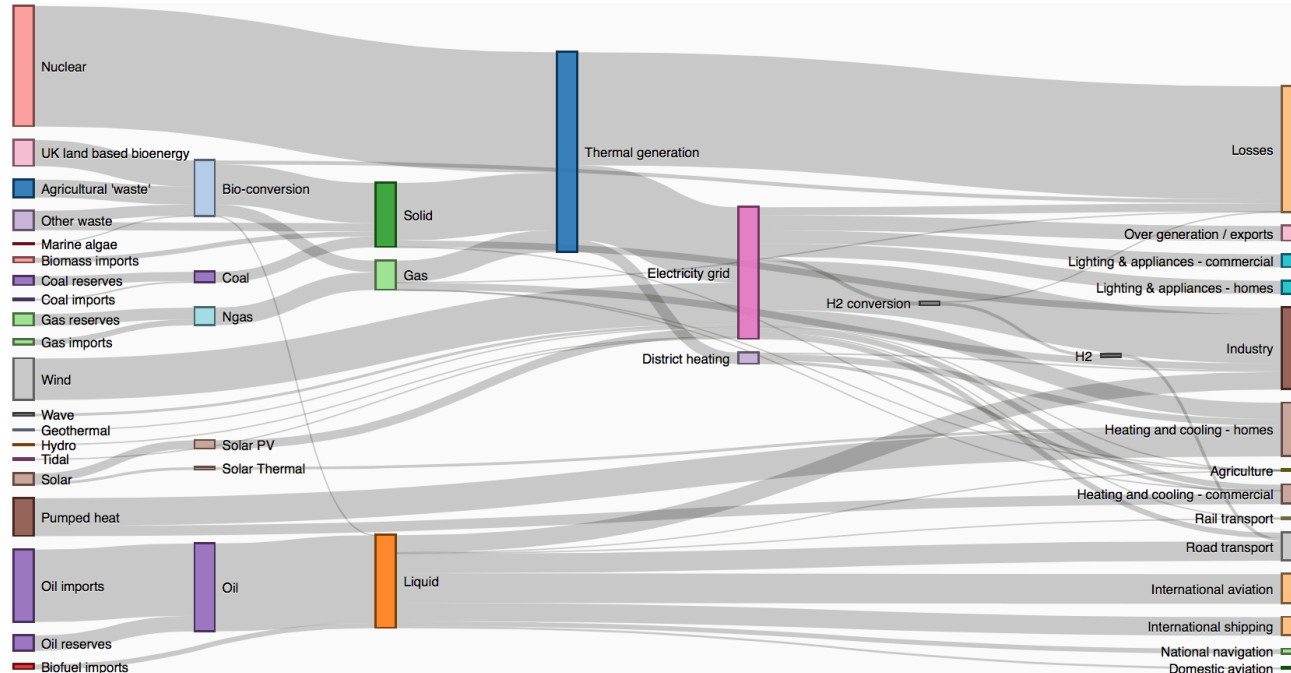 Nuclear
UK land based bioenergy
Agricultural 'waste'
Other waste
Marine algae
Biomass imports
Coal reserves
Coal imports
Gas reserves
Gas imports
Wind
Wave
Geothermal
Hydro
Tidal
Solar
Pumped heat
Oil imports
Oil reserves
Biofuel imports
Bio-conversion
Coal
Ngas
Solar PV
Solar Thermal
Oil
Solid
Gas
Liquid
Thermal generation
Electricity grid
District heating
H2 conversion
H2
Losses
Over generation / exports
Lighting & appliances - commercial
Lighting & appliances - homes
Industry
Heating and cooling - homes
Agriculture
Heating and cooling - commercial
Rail transport
Road transport
International aviation
International shipping
National navigation
Domestic aviation